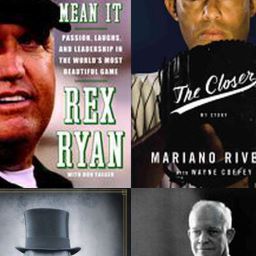 MEAN IT
PASSION, LAUGHS,
AND LEADERSHIP IN
THE WORLD'S MOST
BEAUTIFUL GAME
REX
RYAN
WITH DON YAEGER
The Closer
MY STORY
MARIANO RIVE
WITH WAYNE COFFEY